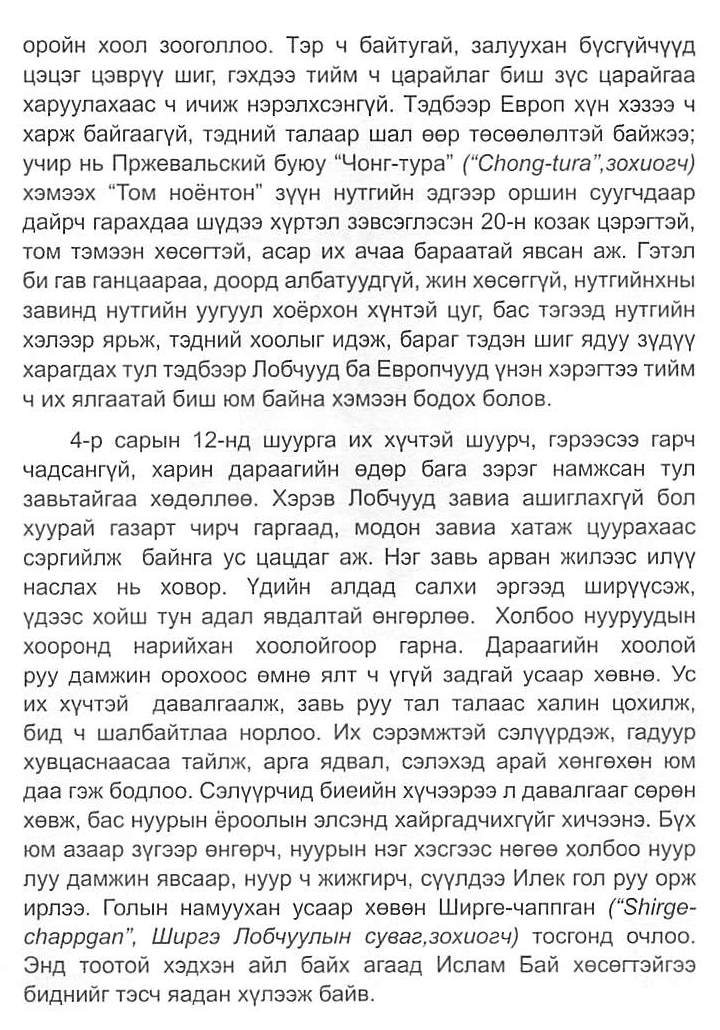 оройн хоол зооголлоо. Тэр ч байтугай, залуухан бүсгүйчүүд
цэцэг цэврүү шиг, гэхдээ тийм ч царайлаг биш зүс царайгаа
харуулахаас ч ичиж нэрэлхсэнгүй. Тэдбээр Европ хүн хэзээ ч
харж байгаагүй, тэдний талаар шал өөр төсөөлөлтэй байжээ;
учир нь Пржевальский буюу “Чонг-тура” (“Chong-tura”,зохиогч)
хэмээх “Том ноёнтон” зүүн нутгийн эдгээр оршин суугчдаар
дайрч гарахдаа шүдээ хүртэл зэвсэглэсэн 20-н козак цэрэгтэй,
том тэмээн хөсөгтэй, асар их ачаа бараатай явсан аж. Гэтэл
би гав ганцаараа, доорд албатуудгүй, жин хөсөггүй, нутгийнхны
завинд нутгийн уугуул хоёрхон хүнтэй цуг, бас тэгээд нутгийн
хэлээр ярьж, тэдний хоолыг идэж, бараг тэдэн шиг ядуу зүдүү
харагдах тул тэдбээр Лобчууд ба Европчууд үнэн хэрэгтээ тийм
ч их ялгаатай биш юм байна хэмээн бодох болов.
4-р сарын 12-нд шуурга их хүчтэй шуурч, гэрээсээ гарч
чадсангүй, харин дараагийн өдөр бага зэрэг намжсан тул
завьтайгаа хөдөллөө. Хэрэв Лобчууд завиа ашиглахгүй бол
хуурай газарт чирч гаргаад, модон завиа хатаж цуурахаас
сэргийлж байнга ус цацдаг аж. Нэг завь арван жилээс илүү
наслах нь ховор. Үдийн алдад салхи эргээд ширүүсэж,
үдээс хойш тун адал явдалтай өнгөрлөө. Холбоо нууруудын
хооронд нарийхан хоолойгоор гарна. Дараагийн хоолой
руу дамжин орохоос өмнө ялт ч үгүй задгай усаар хөвнө. Ус
их хүчтэй давалгаалж, завь руу тал талаас халин цохилж,
бид ч шалбайтлаа норлоо. Их сэрэмжтэй сэлүүрдэж, гадуур
хувцаснаасаа тайлж, арга ядвал, сэлэхэд арай хөнгөхөн юм
даа гэж бодлоо. Сэлүүрчид биеийн хүчээрээ л давалгааг сөрөн
хөвж, бас нуурын ёроолын элсэнд хайргадчихгүйг хичээнэ. Бүх
юм азаар зүгээр өнгөрч, нуурын нэг хэсгээс нөгөө холбоо нуур
луу дамжин явсаар, нуур ч жижгирч, сүүлдээ Илек гол руу орж
ирлээ. Голын намуухан усаар хөвөн Ширге-чаппган (“Shirge-
chappgan”, Ширгэ Лобчуулын суваг,зохиогч) тосгонд очлоо.
Энд тоотой хэдхэн айл байх агаад Ислам Бай хөсөгтэйгээ
биднийг тэсч ядан хүлээж байв.